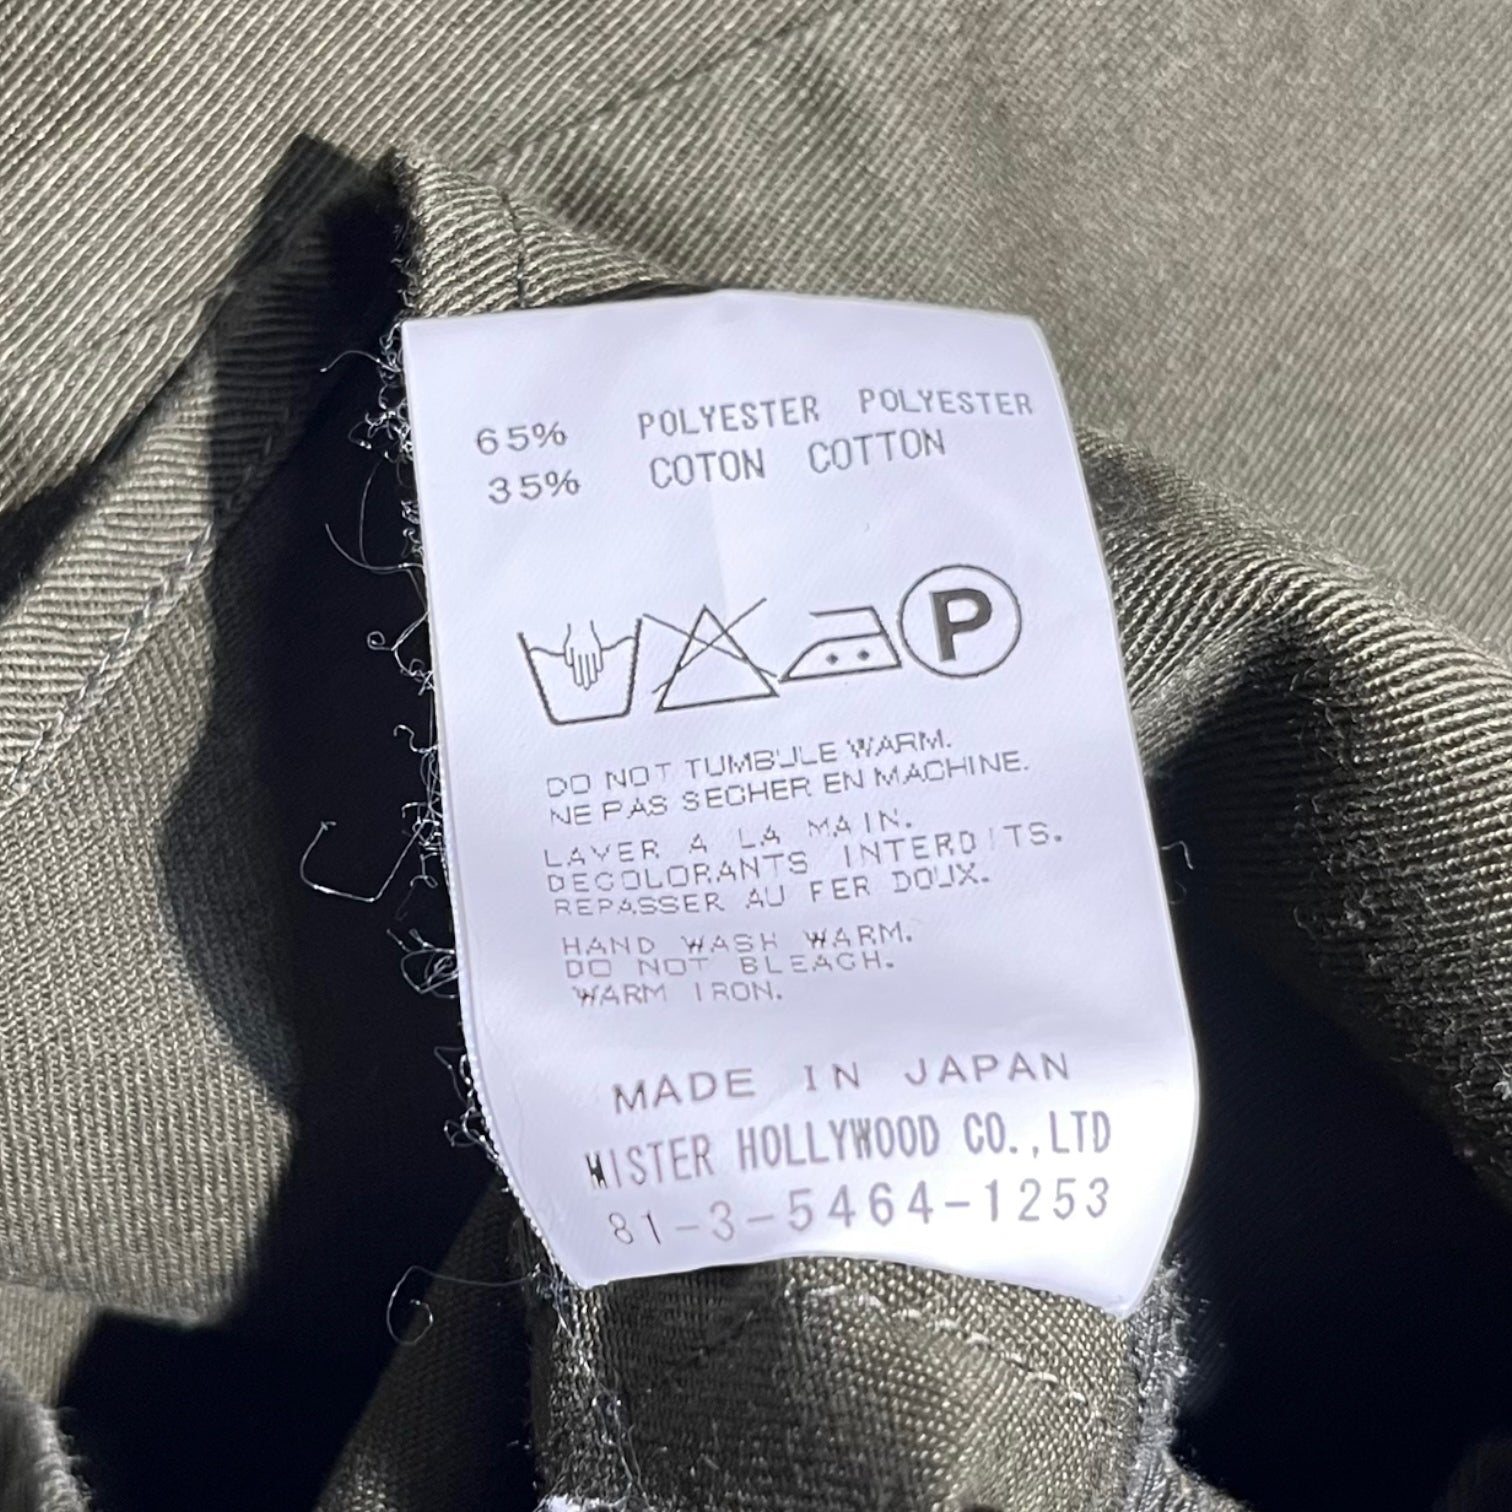 65% POLYESTER POLYESTER
35% COTON COTTON
P
DO NOT TUMBULE WARM.
NE PAS SECHER EN MACHINE.
LAVER A LA MAIN.
DECOLORANTS INTERDITS.
REPASSER AU FER DOUX.
HAND WASH WARM.
DO NOT BLEACH.
WARM IRON.
MADE IN JAPAN
MISTER HOLLYWOOD CO.,LTD
81-3-5464-1253